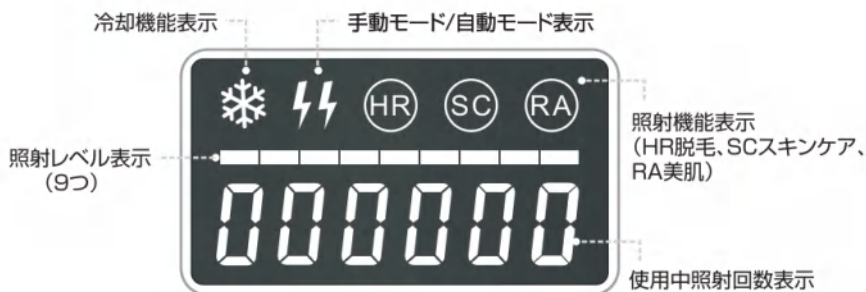 冷却機能表示
手動モード/自動モード表示
HR SC RA
照射機能表示
(HR脱毛、SCスキンケア、
RA美肌)
照射レベル表示
(9つ)
000000
使用中照射回数表示